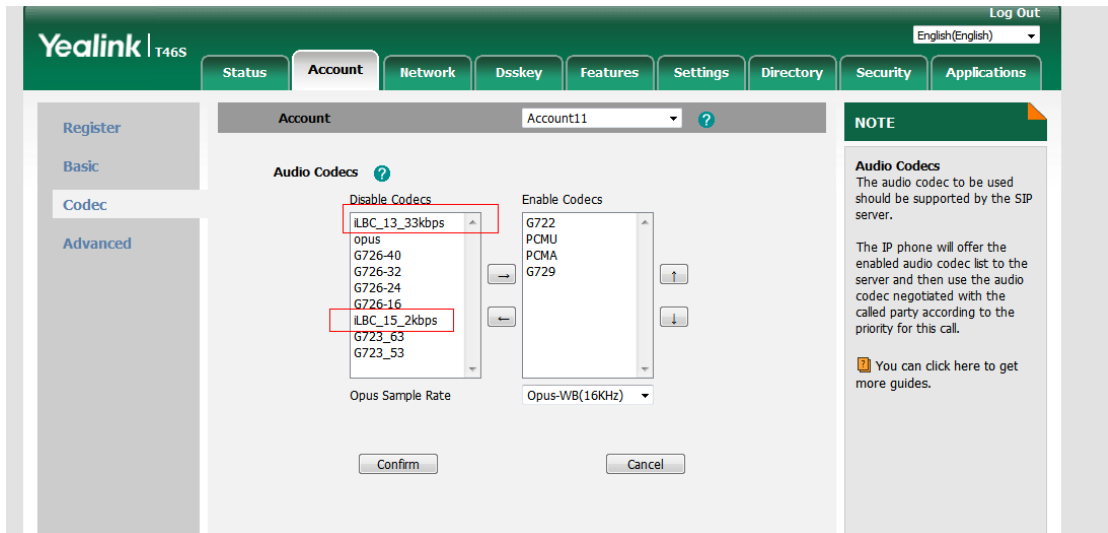 Log Out
Yealink T46S
English(English)
Status
Account
Network
Dsskey
Features
Settings
Directory
Security
Applications
Register
Basic
Codec
Advanced
Account
Account11
Audio Codecs
Disable Codecs
iLBC_13_33kbps
opus
G726-40
G726-32
G726-24
G726-16
iLBC_15_2kbps
G723_63
G723_53
Enable Codecs
G722
PCMU
PCMA
G729
→
←
↑
↓
Opus Sample Rate
Opus-WB(16KHz)
Confirm
Cancel
NOTE
Audio Codecs
The audio codec to be used
should be supported by the SIP
server.
The IP phone will offer the
enabled audio codec list to the
server and then use the audio
codec negotiated with the
called party according to the
priority for this call.
You can click here to get
more guides.